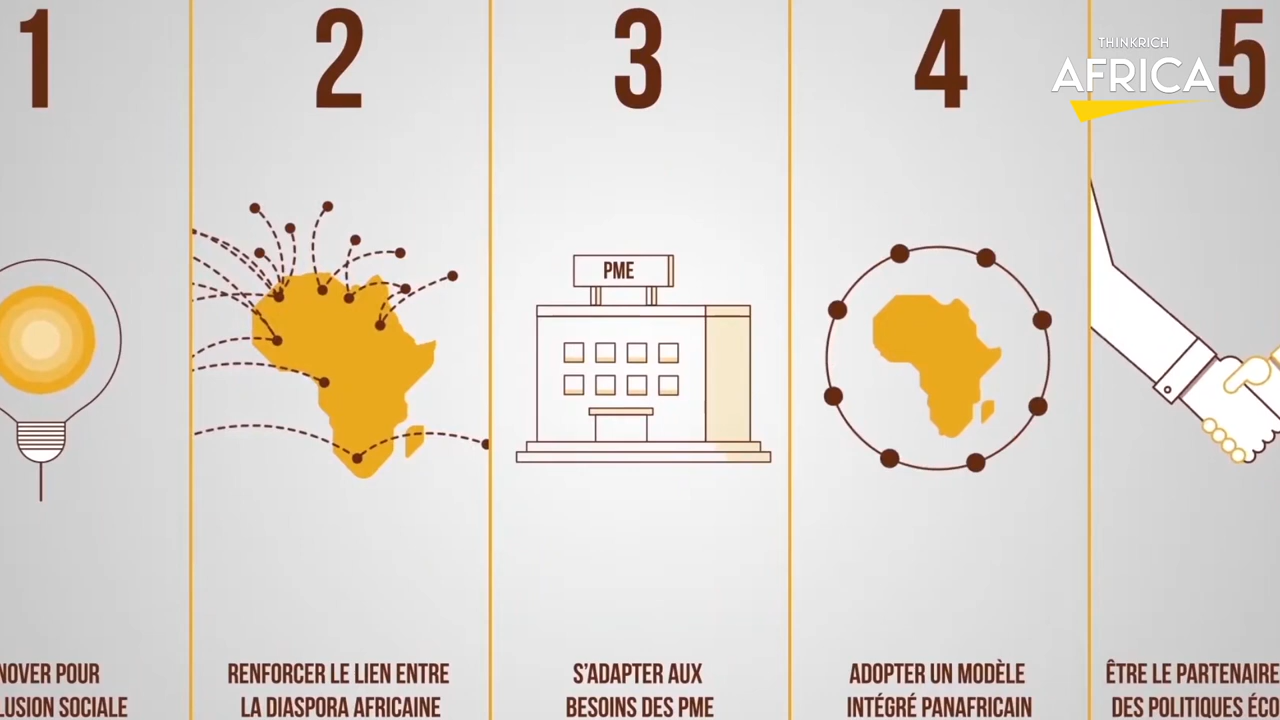 1
2
3
4
5
THINKRICH
AFRICA
PME
NOVER POUR
LUSION SOCIALE
RENFORCER LE LIEN ENTRE
LA DIASPORA AFRICAINE
S'ADAPTER AUX
BESOINS DES PME
ADOPTER UN MODÈLE
INTÉGRÉ PANAFRICAIN
ÊTRE LE PARTENAIRE
DES POLITIQUES ÉCO